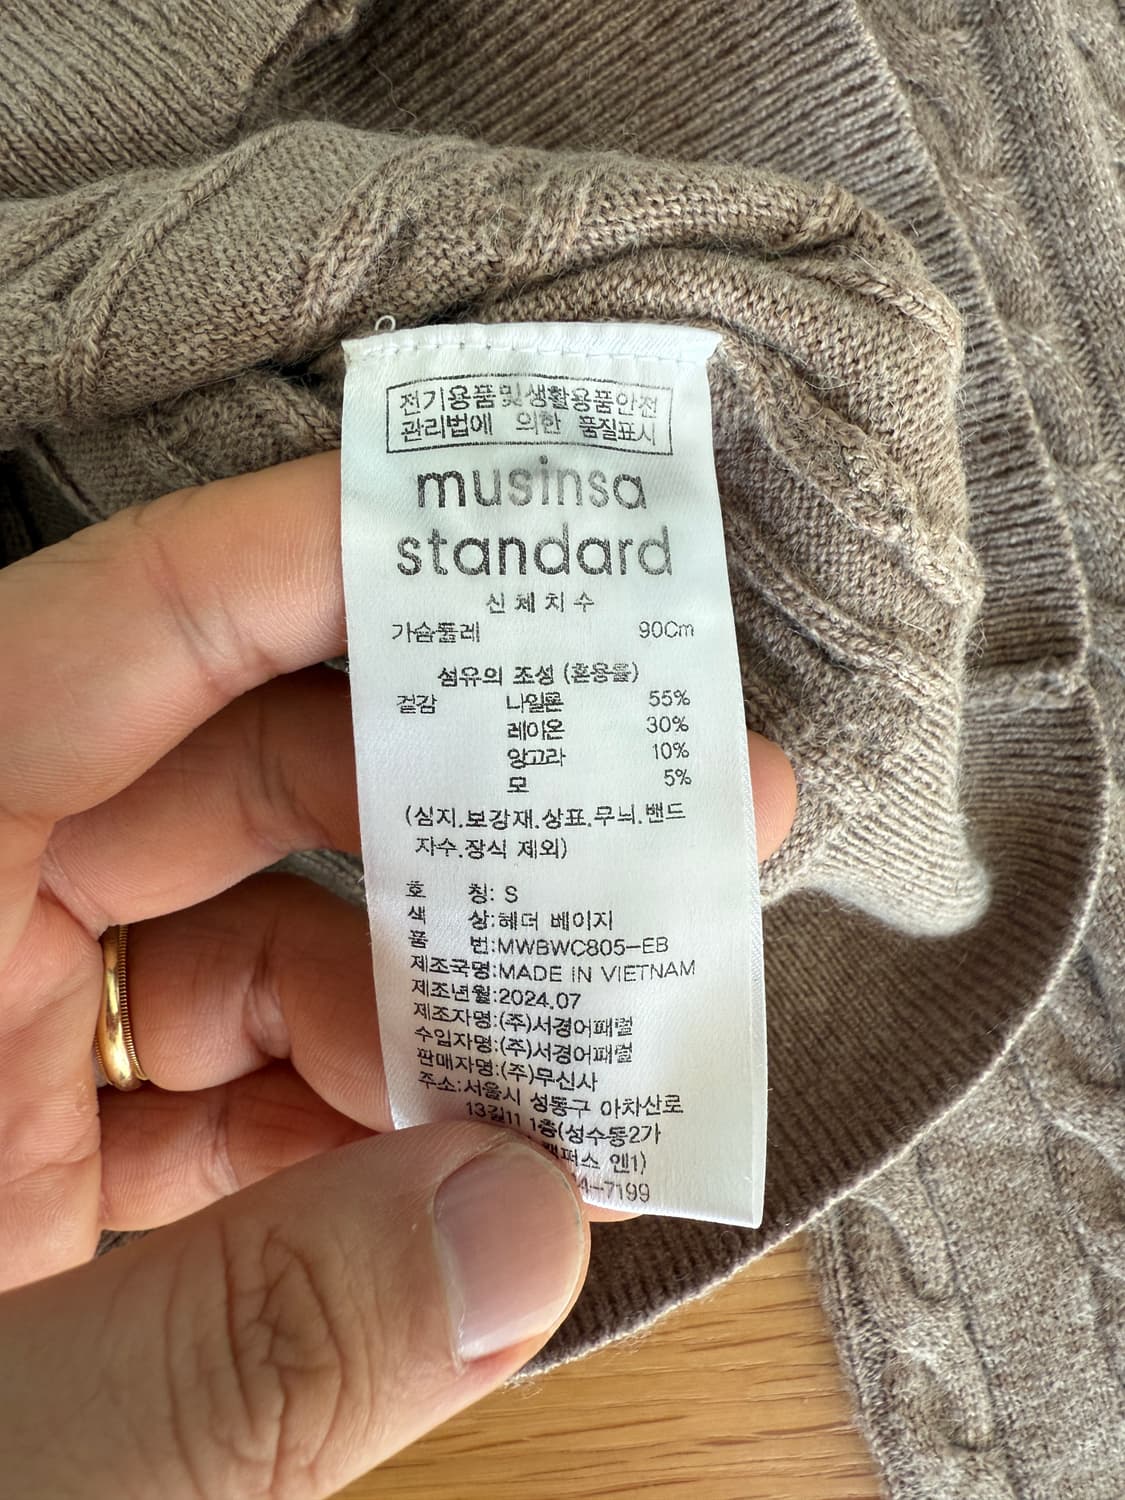 전기용품및생활용품안전
관리법에 의한 품질표시
musinsa
standard
신체치수
가슴둘레 90Cm
섬유의 조성 (혼용율)
겉감 나일론 55%
레이온 30%
앙고라 10%
모 5%
(심지.보강재.상표.무늬.밴드
자수.장식 제외)
호 칭: S
색 상:헤더 베이지
품 번:MWBWC805-EB
제조국명:MADE IN VIETNAM
제조년월:2024.07
제조자명:(주)서경어패럴
수입자명:(주)서경어패럴
판매자명:(주)무신사
주소:서울시 성동구 아차산로
13길11 1층(성수동2가
앤1)
-7199